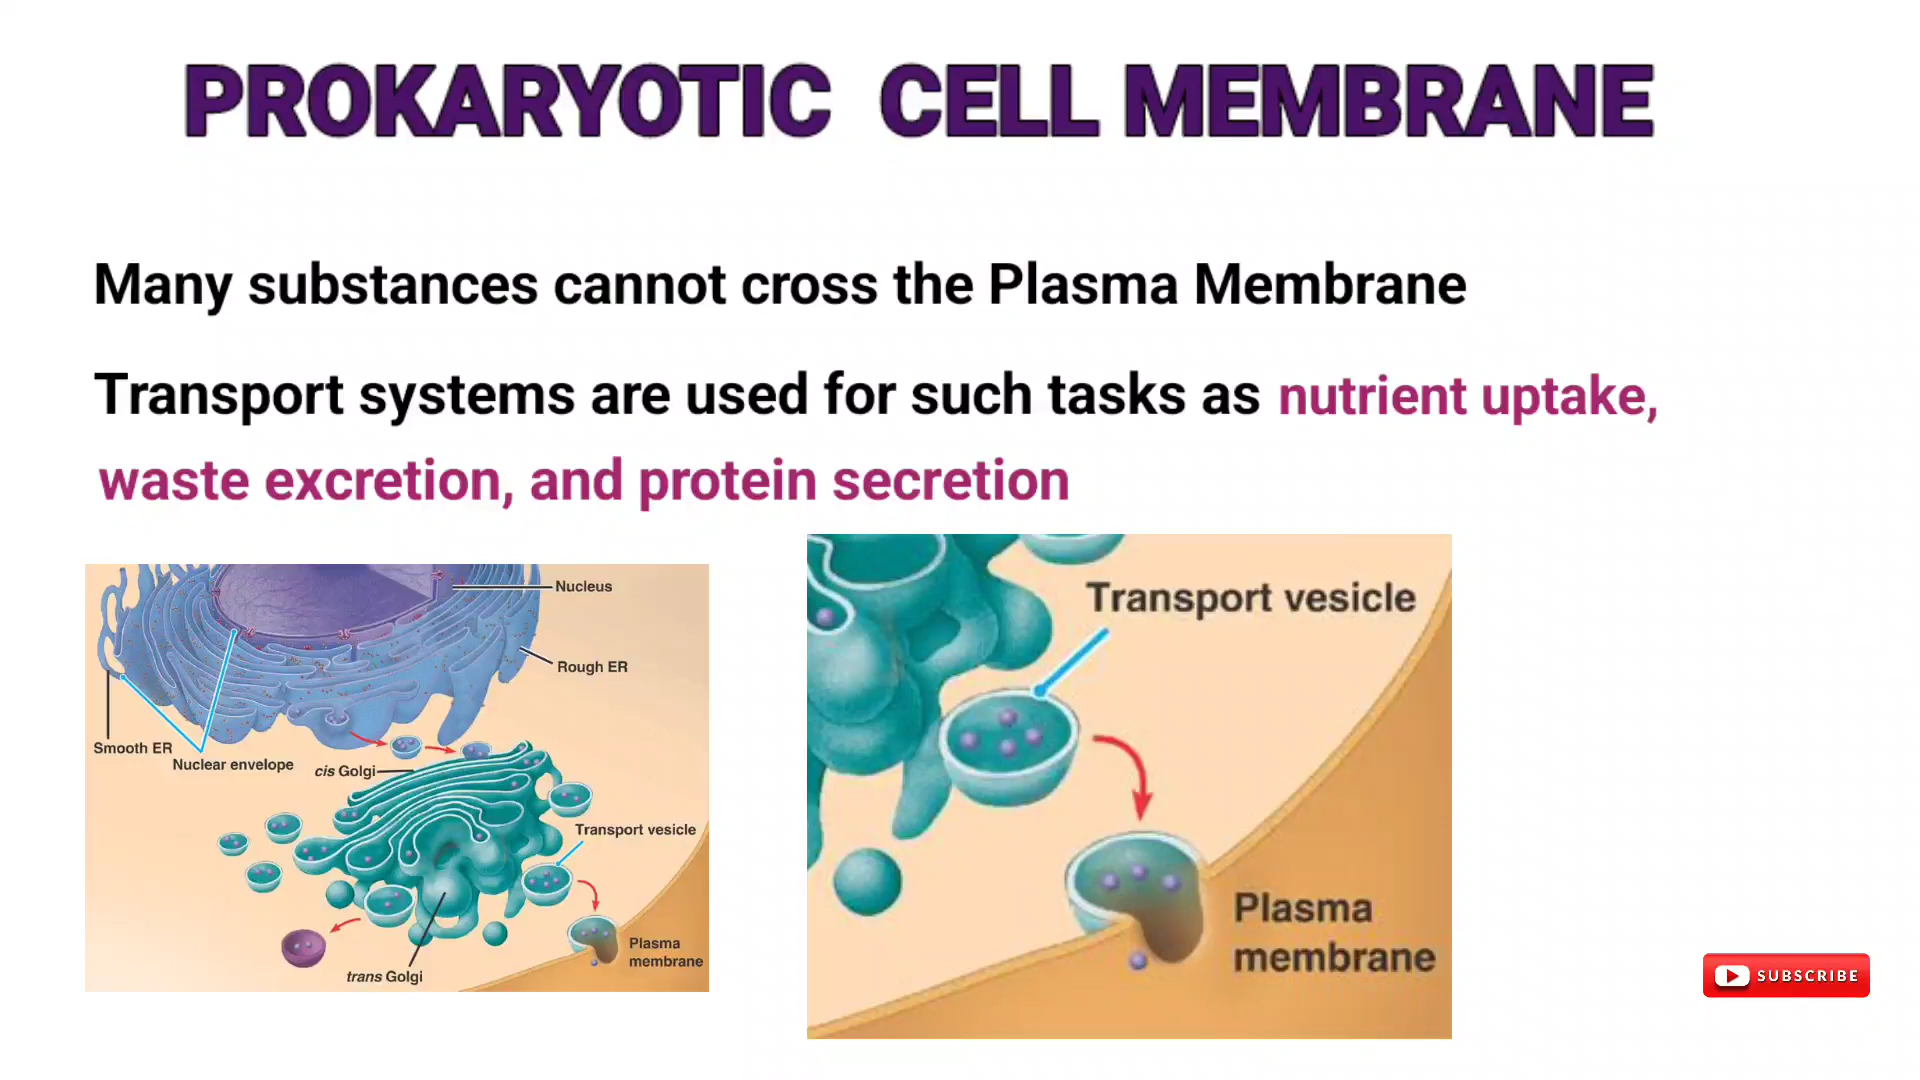 PROKARYOTIC CELL MEMBRANE
Many substances cannot cross the Plasma Membrane
Transport systems are used for such tasks as nutrient uptake,
waste excretion, and protein secretion
Nucleus
Rough ER
Smooth ER
Nuclear envelope
cis Golgi
Transport vesicle
Plasma
membrane
trans Golgi
Transport vesicle
Plasma
membrane
SUBSCRIBE